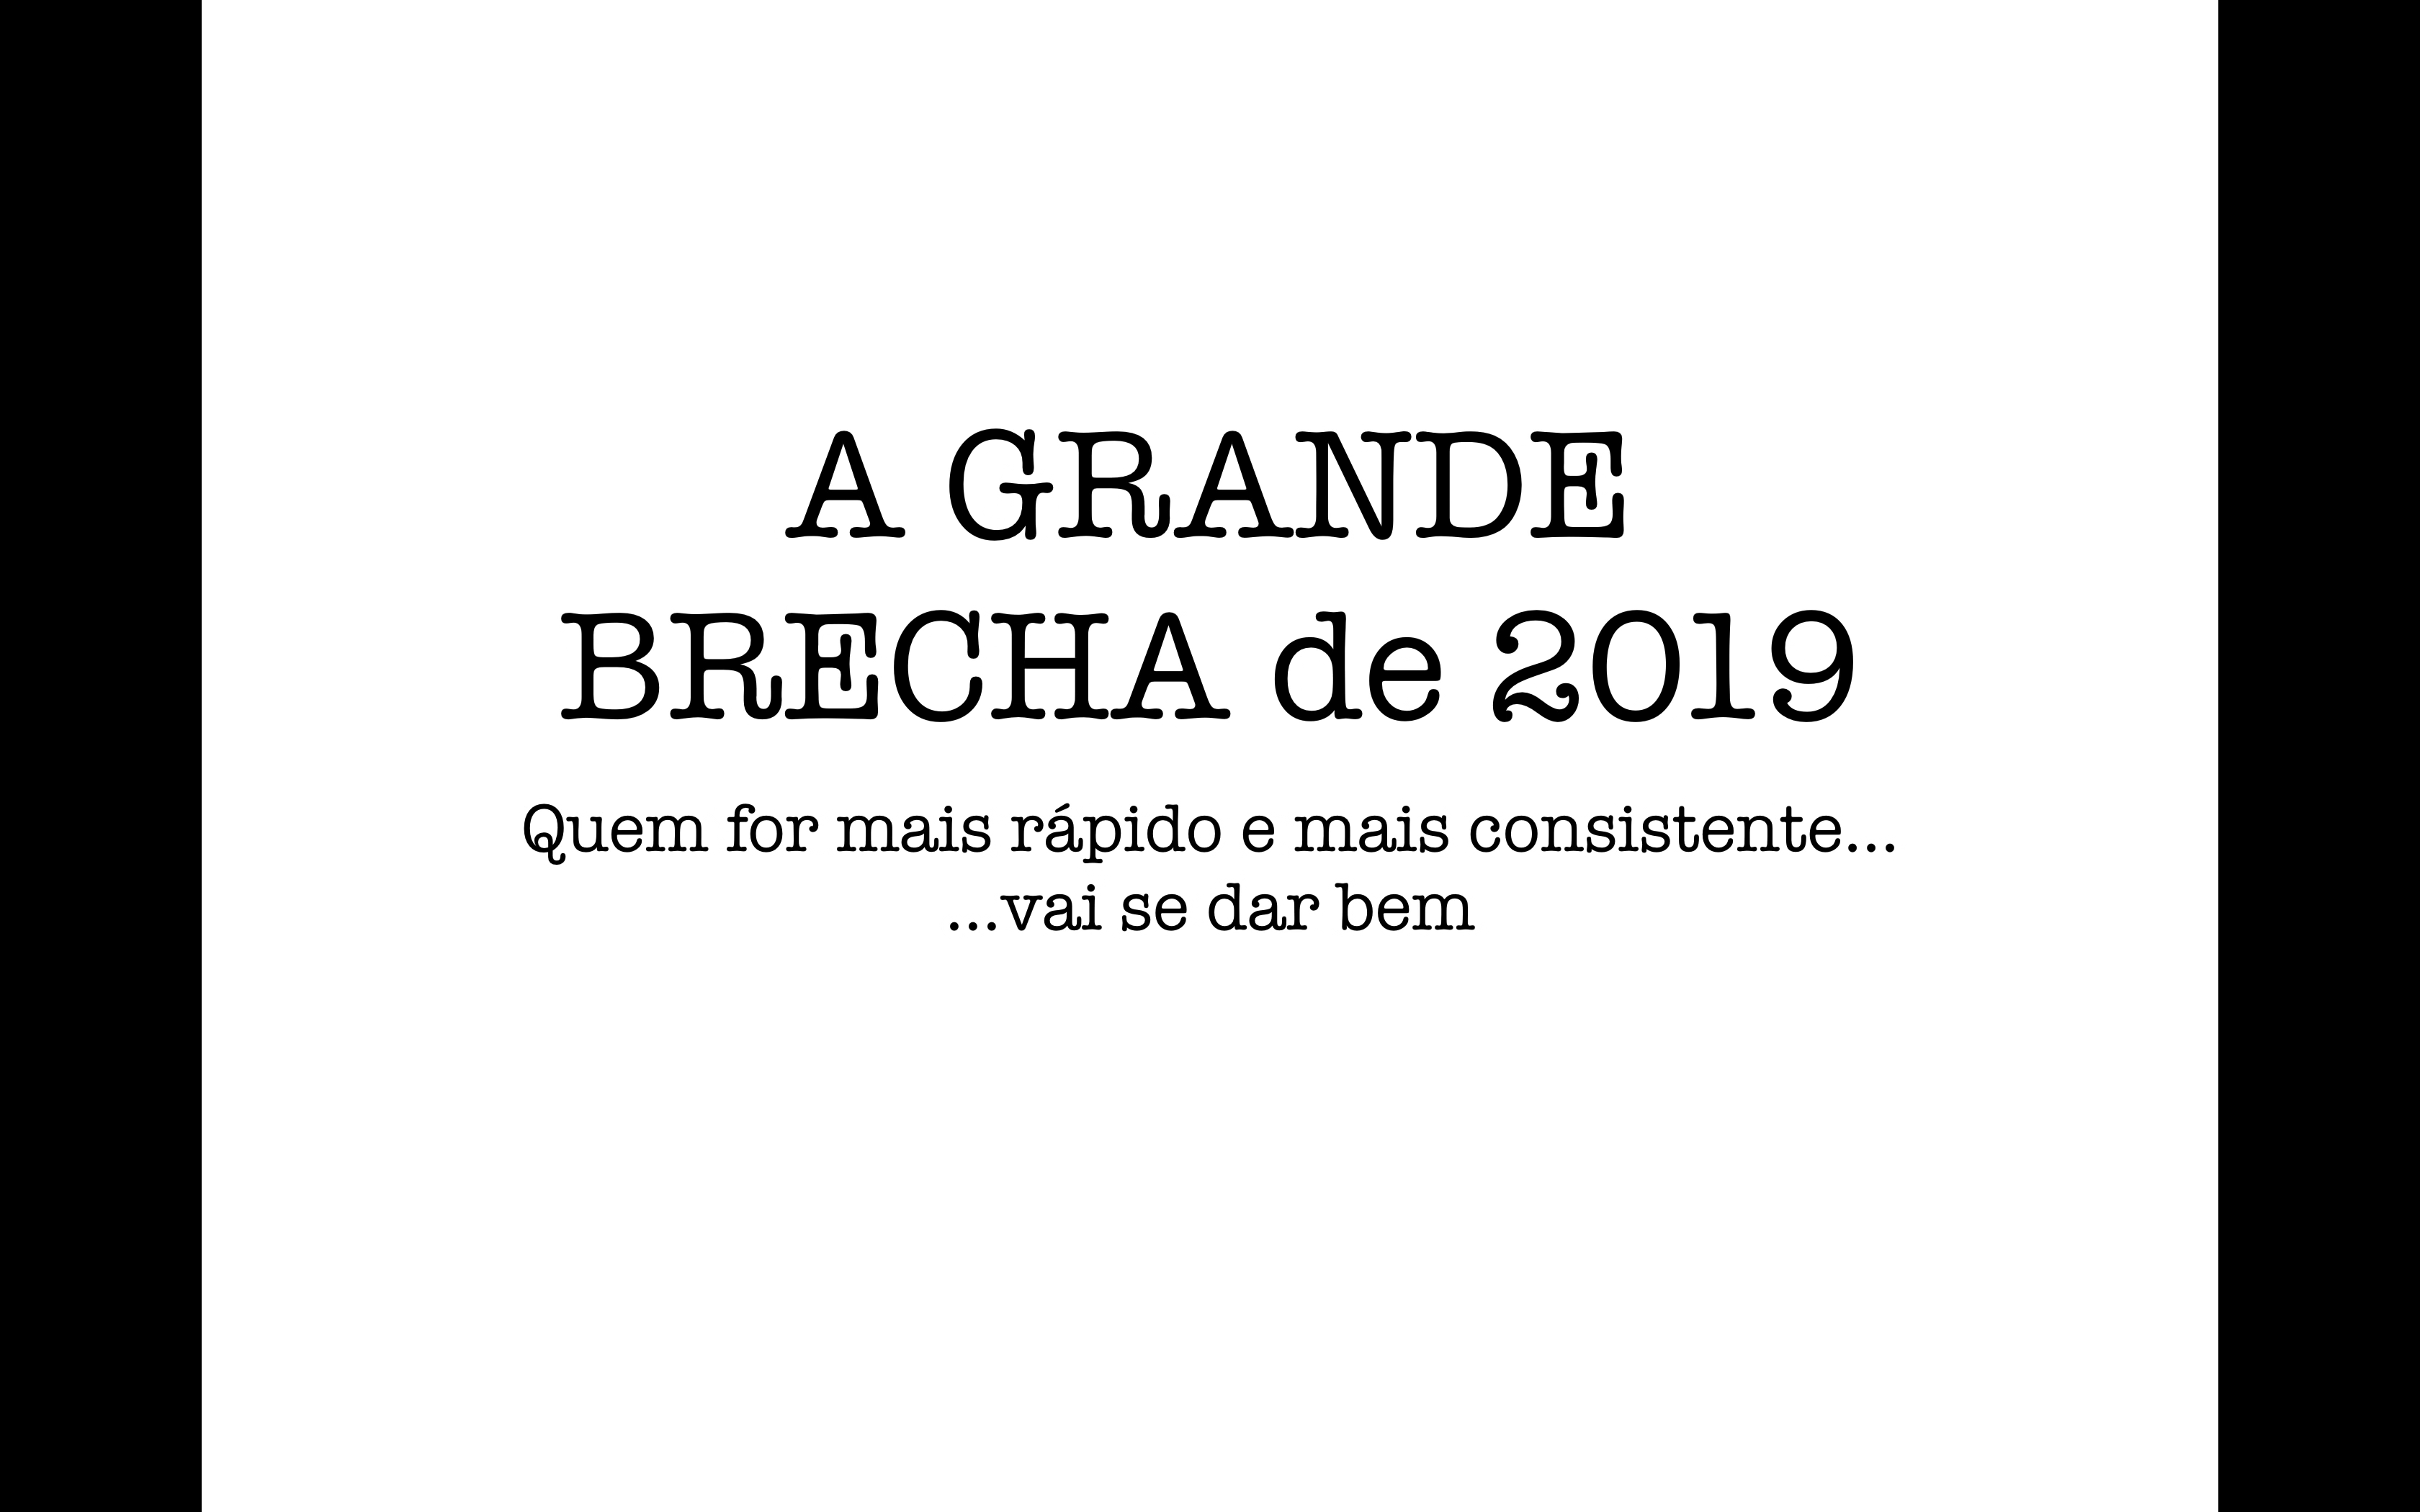 A GRANDE
BRECHA de 2019
Quem for mais rápido e mais consistente...
...vai se dar bem